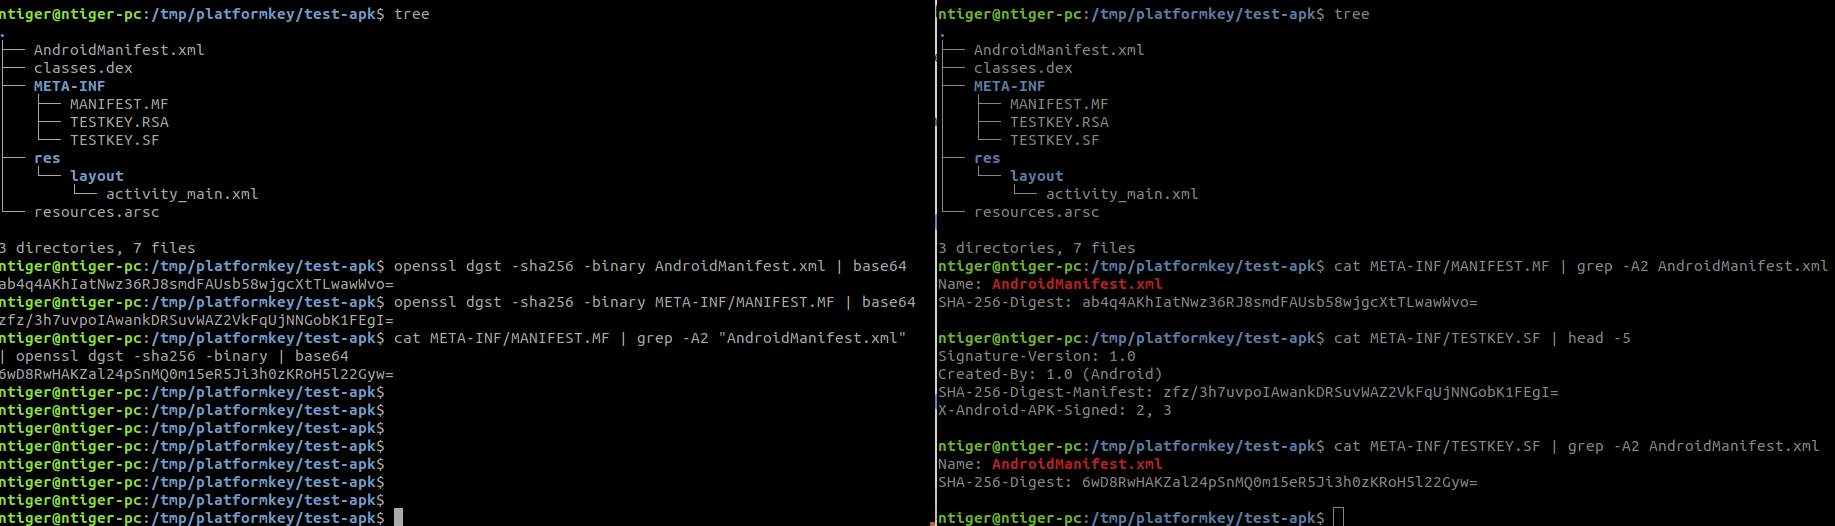 ntiger@ntiger-pc:/tmp/platformkey/test-apk$ tree
.
├── AndroidManifest.xml
├── classes.dex
├── META-INF
│   ├── MANIFEST.MF
│   ├── TESTKEY.RSA
│   └── TESTKEY.SF
├── res
│   └── layout
│       └── activity_main.xml
└── resources.arsc
3 directories, 7 files
ntiger@ntiger-pc:/tmp/platformkey/test-apk$ openssl dgst -sha256 -binary AndroidManifest.xml | base64
ab4q4AKhIatNwz36RJ8smdFAUsb58wjgcXtTLwawWvo=
ntiger@ntiger-pc:/tmp/platformkey/test-apk$ openssl dgst -sha256 -binary META-INF/MANIFEST.MF | base64
zfz/3h7uvpoIAwankDRSuvWAZ2VkFqUjNNGobK1FEgI=
ntiger@ntiger-pc:/tmp/platformkey/test-apk$ cat META-INF/MANIFEST.MF | grep -A2 "AndroidManifest.xml"
| openssl dgst -sha256 -binary | base64
6wD8RwHAKZal24pSnMQ0m15eR5Ji3h0zKRoH5l22Gyw=
ntiger@ntiger-pc:/tmp/platformkey/test-apk$
ntiger@ntiger-pc:/tmp/platformkey/test-apk$
ntiger@ntiger-pc:/tmp/platformkey/test-apk$
ntiger@ntiger-pc:/tmp/platformkey/test-apk$
ntiger@ntiger-pc:/tmp/platformkey/test-apk$
ntiger@ntiger-pc:/tmp/platformkey/test-apk$
ntiger@ntiger-pc:/tmp/platformkey/test-apk$
ntiger@ntiger-pc:/tmp/platformkey/test-apk$
ntiger@ntiger-pc:/tmp/platformkey/test-apk$ tree
.
├── AndroidManifest.xml
├── classes.dex
├── META-INF
│   ├── MANIFEST.MF
│   ├── TESTKEY.RSA
│   └── TESTKEY.SF
├── res
│   └── layout
│       └── activity_main.xml
└── resources.arsc
3 directories, 7 files
ntiger@ntiger-pc:/tmp/platformkey/test-apk$ cat META-INF/MANIFEST.MF | grep -A2 AndroidManifest.xml
Name: AndroidManifest.xml
SHA-256-Digest: ab4q4AKhIatNwz36RJ8smdFAUsb58wjgcXtTLwawWvo=
ntiger@ntiger-pc:/tmp/platformkey/test-apk$ cat META-INF/TESTKEY.SF | head -5
Signature-Version: 1.0
Created-By: 1.0 (Android)
SHA-256-Digest-Manifest: zfz/3h7uvpoIAwankDRSuvWAZ2VkFqUjNNGobK1FEgI=
X-Android-APK-Signed: 2, 3
ntiger@ntiger-pc:/tmp/platformkey/test-apk$ cat META-INF/TESTKEY.SF | grep -A2 AndroidManifest.xml
Name: AndroidManifest.xml
SHA-256-Digest: 6wD8RwHAKZal24pSnMQ0m15eR5Ji3h0zKRoH5l22Gyw=
ntiger@ntiger-pc:/tmp/platformkey/test-apk$